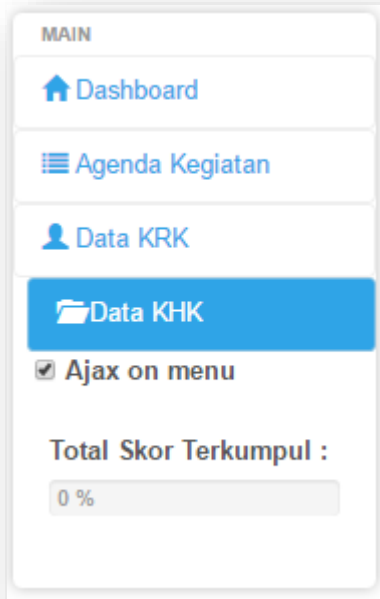 MAIN
Dashboard
Agenda Kegiatan
Data KRK
Data KHK
Ajax on menu
Total Skor Terkumpul :
0 %